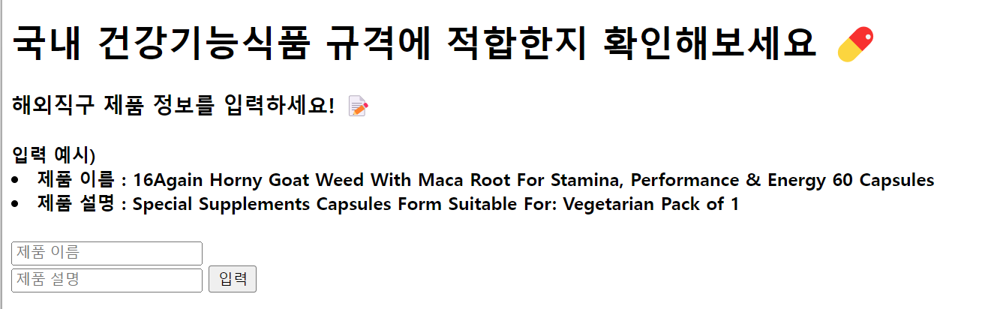 국내 건강기능식품 규격에 적합한지 확인해보세요 💊
해외직구 제품 정보를 입력하세요! 📝
입력 예시)
• 제품 이름 : 16Again Horny Goat Weed With Maca Root For Stamina, Performance & Energy 60 Capsules
• 제품 설명 : Special Supplements Capsules Form Suitable For: Vegetarian Pack of 1
제품 이름
제품 설명 입력